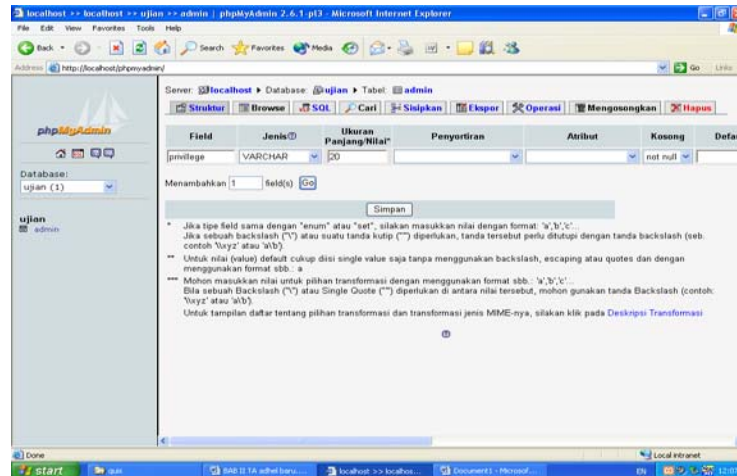 localhost >> localhost >> ujian >> admin | phpMyAdmin 2.6.1-pl3 - Microsoft Internet Explorer
File Edit View Favorites Tools Help
Back Search Favorites Media
Address http://localhost/phpmyadmin/ Go Links
phpMyAdmin
Database:
ujian (1)
ujian
admin
Server: localhost Database: ujian Tabel: admin
Struktur Browse SQL Cari Sisipkan Ekspor Operasi Mengosongkan Hapus
Field Jenis Ukuran Panjang/Nilai* Penyortiran Atribut Kosong Defau
privillege VARCHAR 20 not null
Menambahkan 1 field(s) Go
Simpan
* Jika tipe field sama dengan "enum" atau "set", silakan masukkan nilai dengan format: 'a','b','c'...
Jika sebuah backslash ("\") atau suatu tanda kutip ("'") diperlukan, tanda tersebut perlu ditutupi dengan tanda backslash (seb.
contoh '\\xyz' atau 'a\'b').
** Untuk nilai (value) default cukup diisi single value saja tanpa menggunakan backslash, escaping atau quotes dan dengan
menggunakan format sbb.: a
*** Mohon masukkan nilai untuk pilihan transformasi dengan menggunakan format sbb.: 'a','b','c'...
Bila sebuah Backslash ("\") atau Single Quote ("'") diperlukan di antara nilai tersebut, mohon gunakan tanda Backslash (contoh:
'\\xyz' atau 'a\'b').
Untuk tampilan daftar tentang pilihan transformasi dan transformasi jenis MIME-nya, silakan klik pada Deskripsi Transformasi
Done Local intranet
start quis BAB II TA adhel baru.... localhost >> localhos... Document1 - Microsof... EN